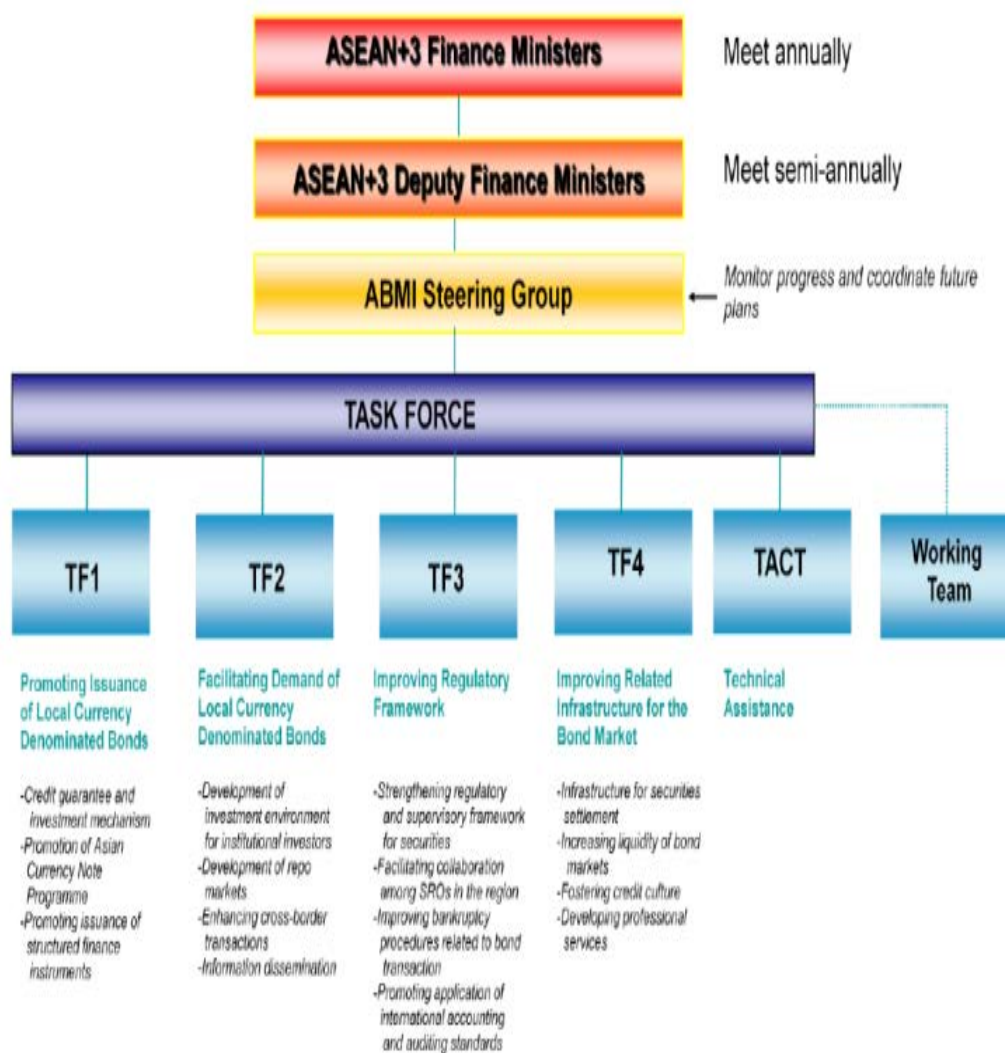 ASEAN+3 Finance Ministers
Meet annually
ASEAN+3 Deputy Finance Ministers
Meet semi-annually
ABMI Steering Group
Monitor progress and coordinate future
plans
TASK FORCE
TF1
TF2
TF3
TF4
TACT
Working
Team
Promoting Issuance
of Local Currency
Denominated Bonds
-Credit guarantee and
investment mechanism
-Promotion of Asian
Currency Note
Programme
-Promoting issuance of
structured finance
instruments
Facilitating Demand of
Local Currency
Denominated Bonds
-Development of
investment environment
for institutional investors
-Development of repo
markets
-Enhancing cross-border
transactions
-Information dissemination
Improving Regulatory
Framework
-Strengthening regulatory
and supervisory framework
for securities
-Facilitating collaboration
among SROs in the region
-Improving bankrupcy
procedures related to bond
transaction
-Promoting application of
international accounting
and auditing standards
Improving Related
Infrastructure for the
Bond Market
-Infrastructure for securities
settlement
-Increasing liquidity of bond
markets
-Fostering credit culture
-Developing professional
services
Technical
Assistance